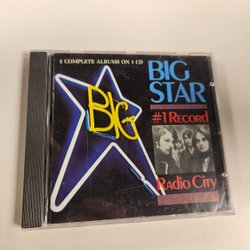 2 COMPLETE ALBUMS ON 1 CD
BIG
STAR
#1 RECORD
BIG
Radio City